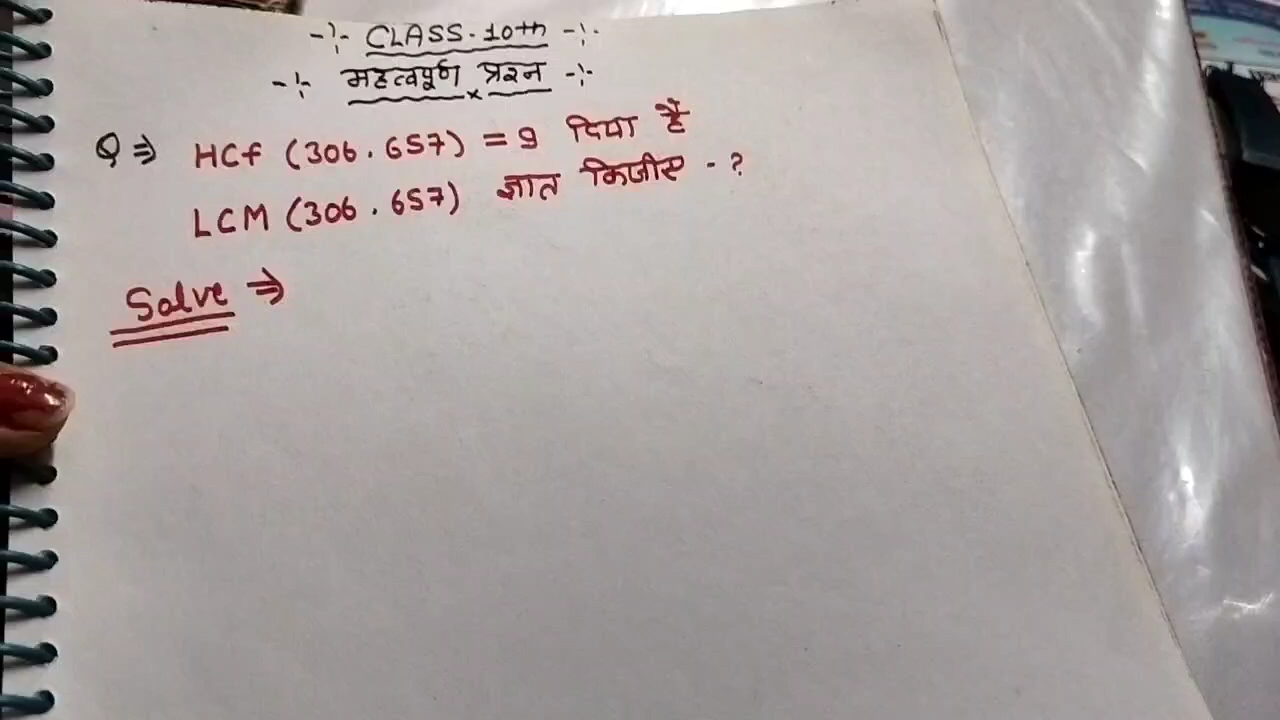 CLASS. 10th
महत्वपूर्ण प्रश्न
Q ⇒ HCf (306. 657) = 9 दिया है
LCM (306. 657) ज्ञात किजीए - ?
Solve ⇒